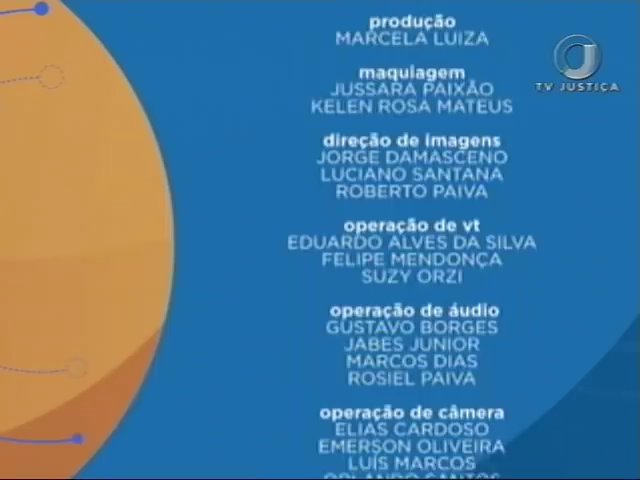 produção
MARCELA LUIZA
TV JUSTIÇA
maquiagem
JUSSARA PAIXÃO
KELEN ROSA MATEUS
direção de imagens
JORGE DAMASCENO
LUCIANO SANTANA
ROBERTO PAIVA
operação de vt
EDUARDO ALVES DA SILVA
FELIPE MENDONÇA
SUZY ORZI
operação de áudio
GUSTAVO BORGES
JABES JUNIOR
MARCOS DIAS
ROSIEL PAIVA
operação de câmera
ELIAS CARDOSO
EMERSON OLIVEIRA
LUÍS MARCOS
ORLANDO SANTOS